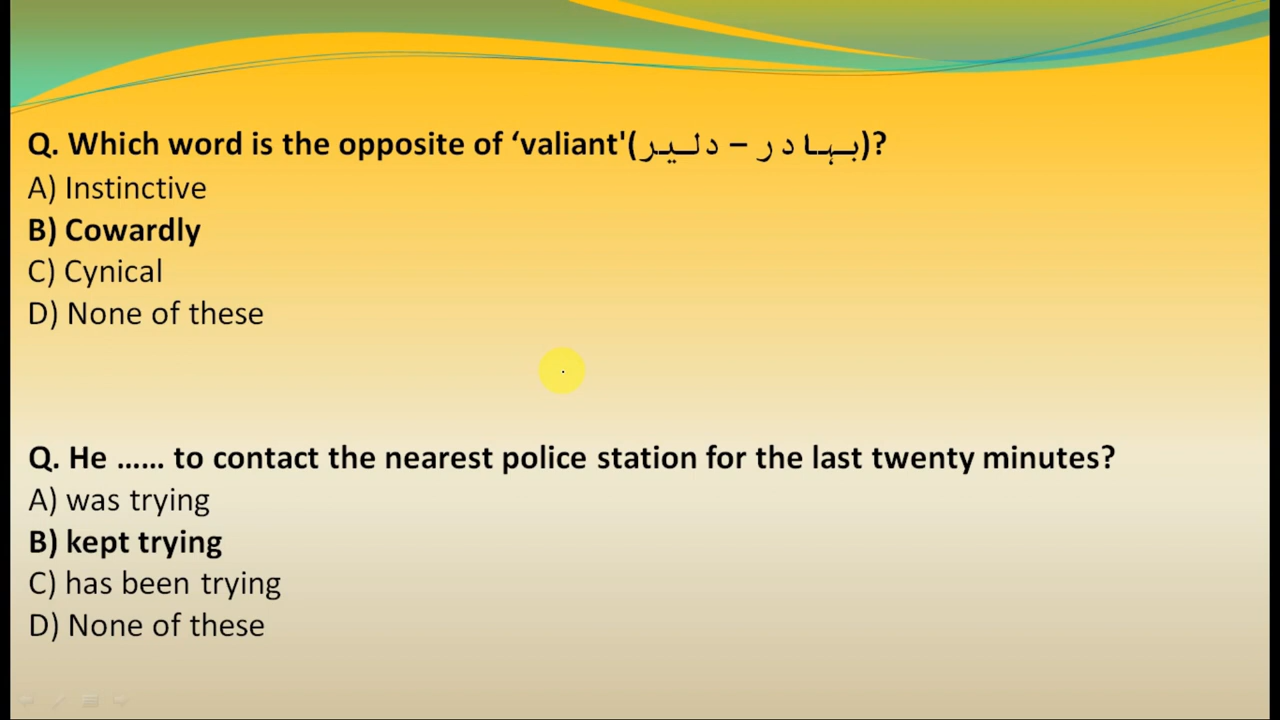 Q. Which word is the opposite of ‘valiant'(بہادر – دلیر)?
A) Instinctive
B) Cowardly
C) Cynical
D) None of these
Q. He …… to contact the nearest police station for the last twenty minutes?
A) was trying
B) kept trying
C) has been trying
D) None of these